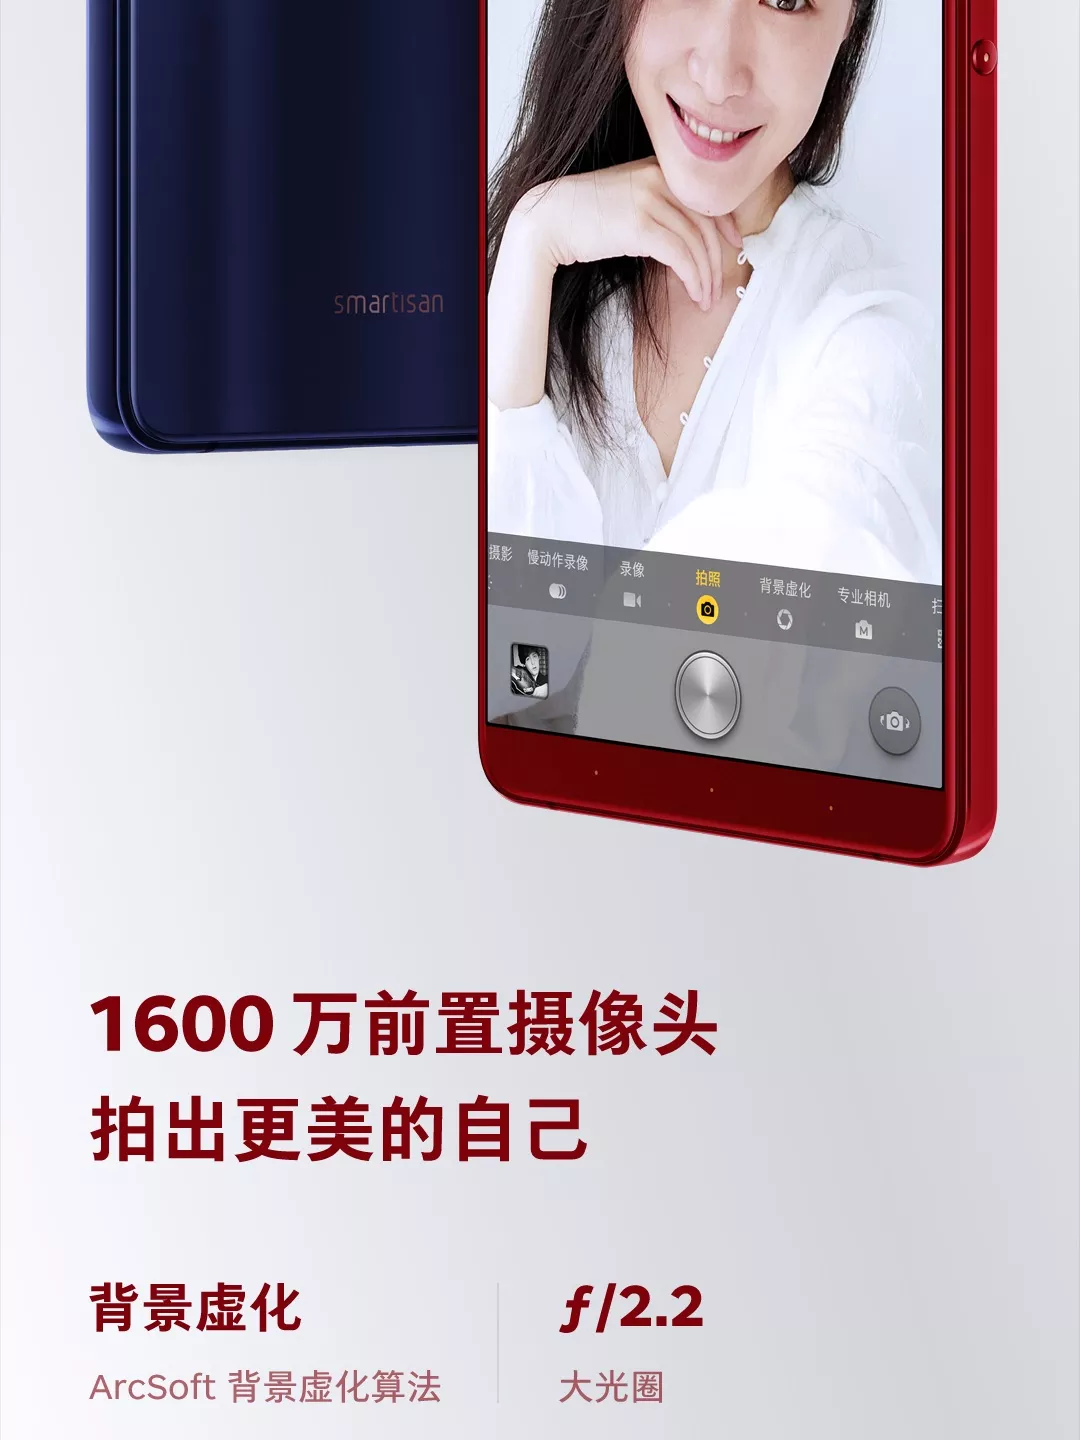 smartisan
摄影 慢动作录像 录像 拍照 背景虚化 专业相机
M
1600 万前置摄像头
拍出更美的自己
背景虚化
ƒ/2.2
ArcSoft 背景虚化算法
大光圈